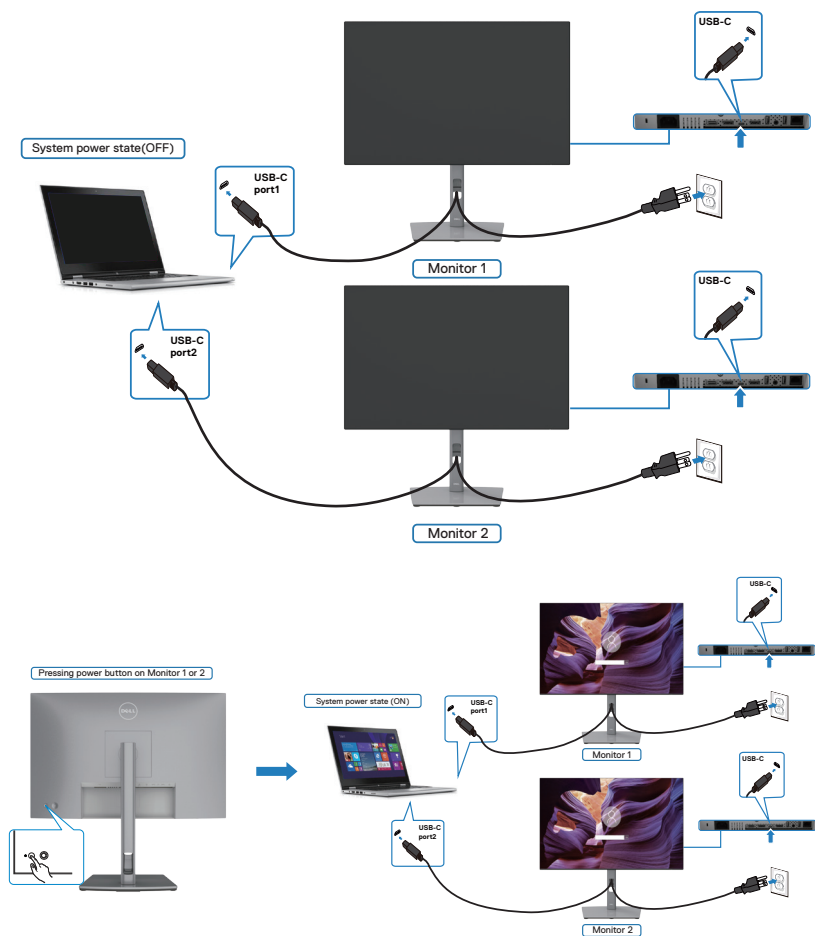 USB-C
System power state(OFF)
USB-C
port1
Monitor 1
USB-C
USB-C
port2
Monitor 2
USB-C
Pressing power button on Monitor 1 or 2
DELL
System power state (ON)
USB-C
port1
Monitor 1
USB-C
USB-C
port2
Monitor 2